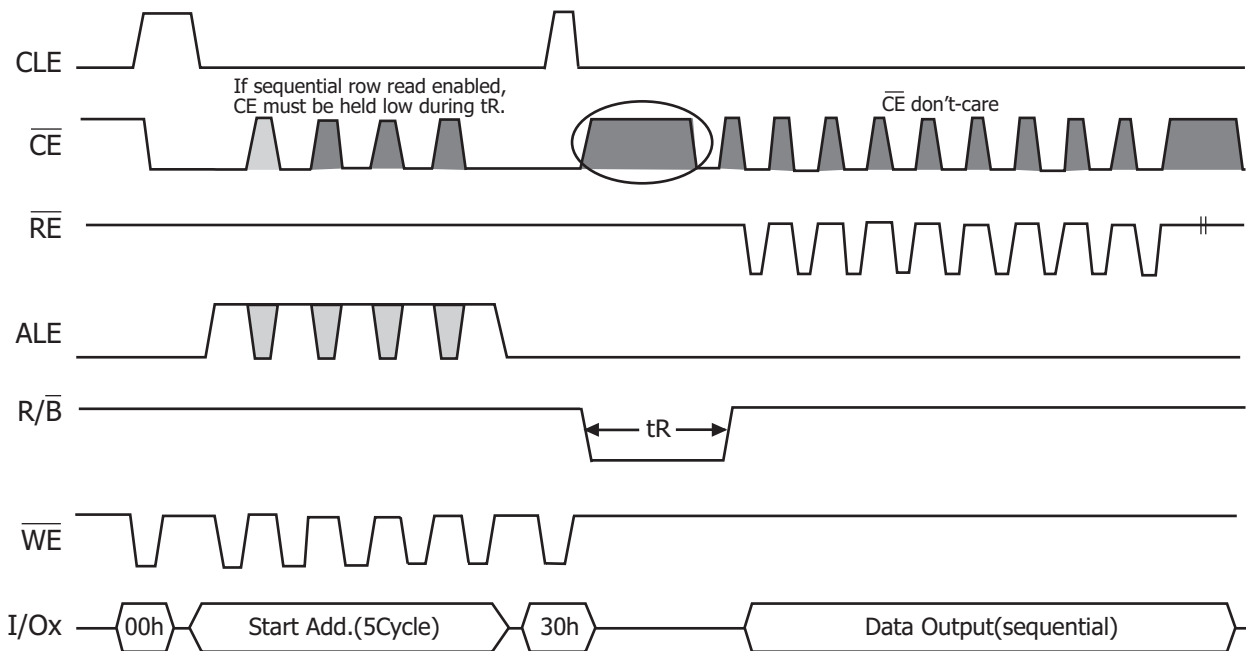 CLE
If sequential row read enabled,
CE must be held low during tR.
CE don't-care
CE
RE
ALE
R/B
tR
WE
I/Ox
00h
Start Add.(5Cycle)
30h
Data Output(sequential)